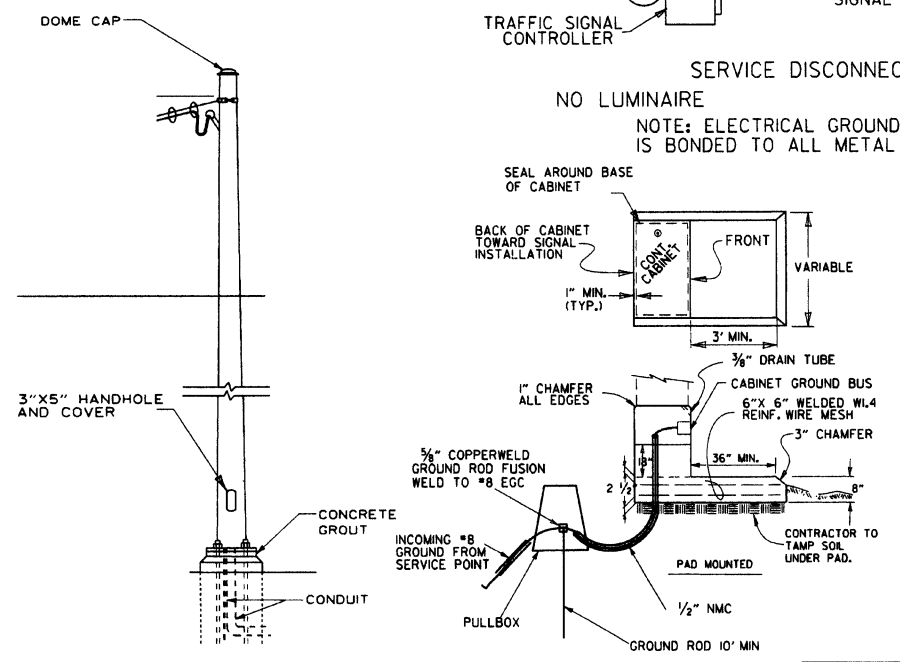 DOME CAP
TRAFFIC SIGNAL
CONTROLLER
SIGNAL
SERVICE DISCONNEC
NO LUMINAIRE
NOTE: ELECTRICAL GROUND
IS BONDED TO ALL METAL
SEAL AROUND BASE
OF CABINET
BACK OF CABINET
TOWARD SIGNAL
INSTALLATION
CONT.
CABINET
FRONT
VARIABLE
1" MIN.
(TYP.)
3' MIN.
3/8" DRAIN TUBE
1" CHAMFER
ALL EDGES
CABINET GROUND BUS
6"X 6" WELDED W1.4
REINF. WIRE MESH
3" CHAMFER
3"X5" HANDHOLE
AND COVER
5/8" COPPERWELD
GROUND ROD FUSION
WELD TO #8 EGC
18"
36" MIN.
2 1/2"
8"
CONCRETE
GROUT
INCOMING #8
GROUND FROM
SERVICE POINT
CONTRACTOR TO
TAMP SOIL
UNDER PAD.
PAD MOUNTED
CONDUIT
PULLBOX
1/2" NMC
GROUND ROD 10' MIN